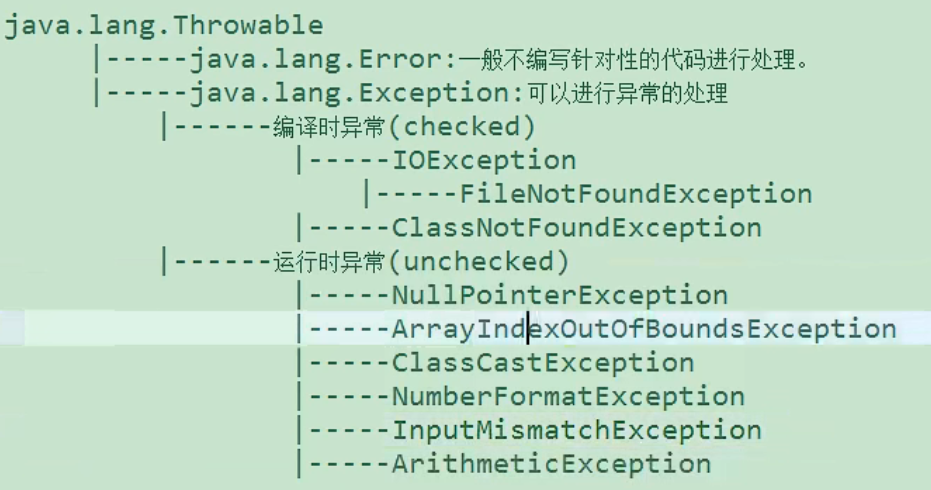 java.lang.Throwable
|-----java.lang.Error:一般不编写针对性的代码进行处理。
|-----java.lang.Exception:可以进行异常的处理
|------编译时异常(checked)
|-----IOException
|-----FileNotFoundException
|-----ClassNotFoundException
|------运行时异常(unchecked)
|-----NullPointerException
|-----ArrayIndexOutOfBoundsException
|-----ClassCastException
|-----NumberFormatException
|-----InputMismatchException
|-----ArithmeticException